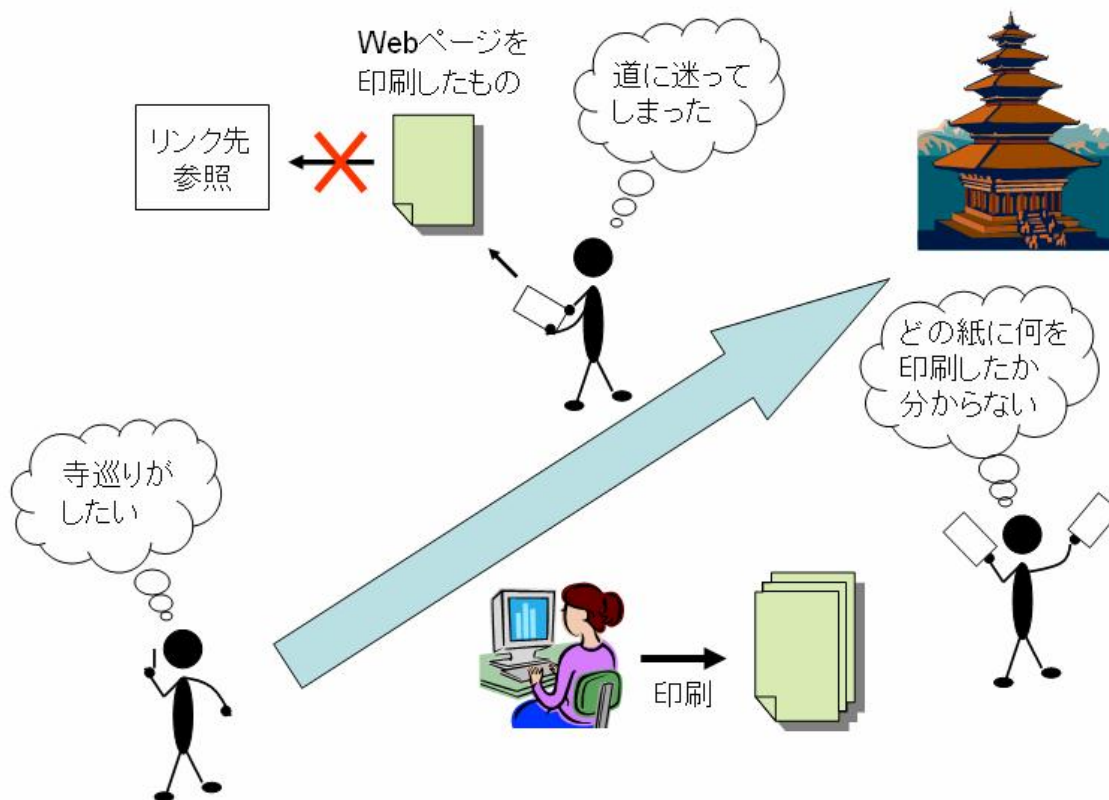 Webページを
印刷したもの
道に迷って
しまった
リンク先
参照
どの紙に何を
印刷したか
分からない
寺巡りが
したい
印刷